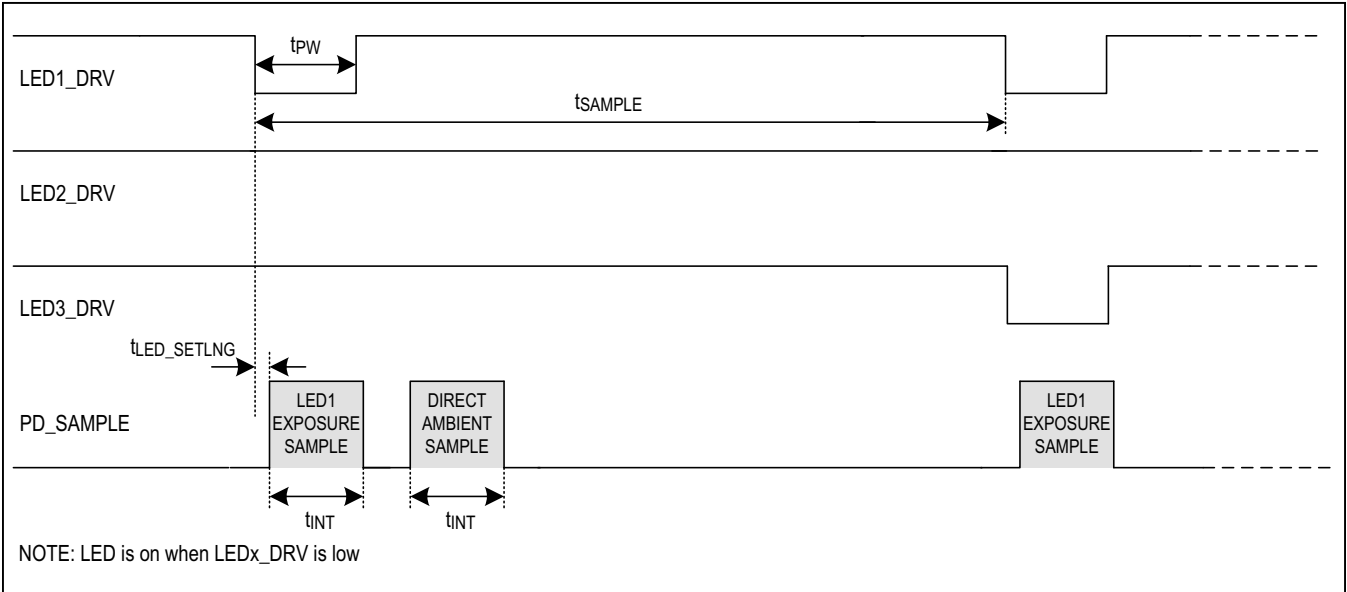 tPW
LED1_DRV
tSAMPLE
LED2_DRV
LED3_DRV
tLED_SETLNG
PD_SAMPLE
LED1
EXPOSURE
SAMPLE
DIRECT
AMBIENT
SAMPLE
LED1
EXPOSURE
SAMPLE
tINT
tINT
NOTE: LED is on when LEDx_DRV is low